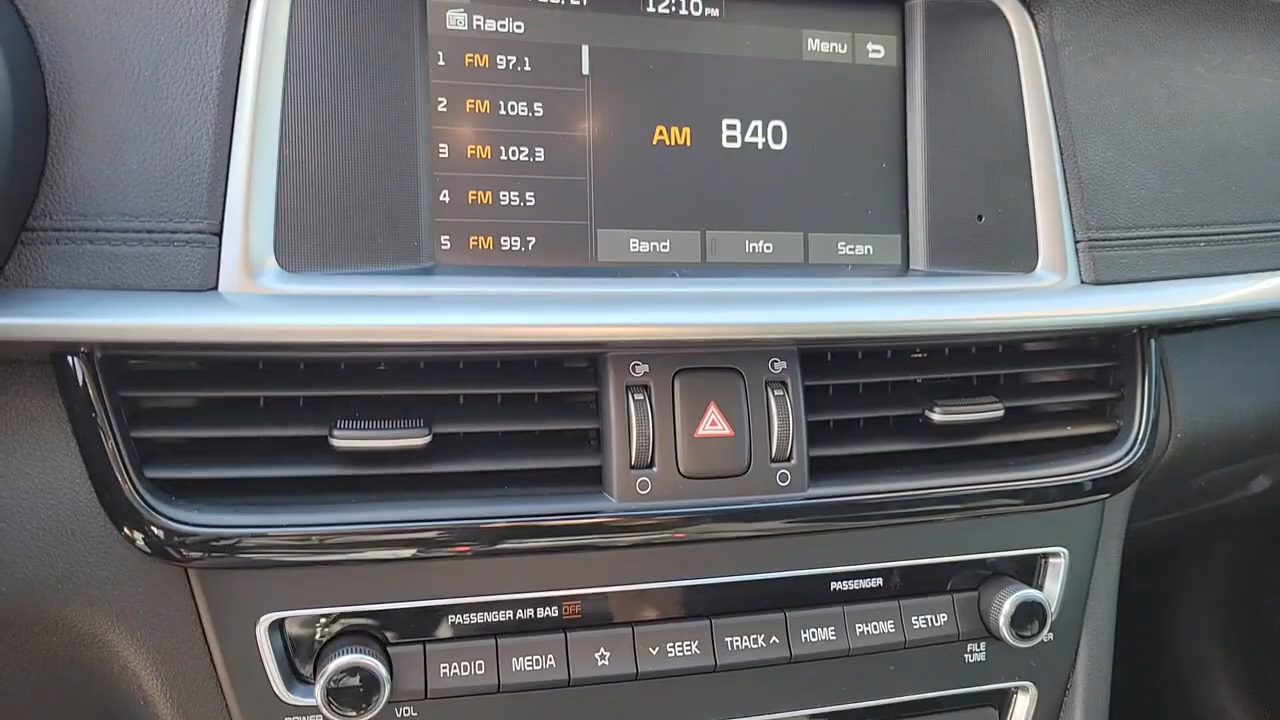 12:10 PM
Radio
Menu
1 FM 97.1
2 FM 106.5
3 FM 102.3
4 FM 95.5
5 FM 99.7
AM 840
Band Info Scan
PASSENGER AIR BAG OFF
PASSENGER
RADIO MEDIA SEEK TRACK HOME PHONE SETUP
FILE
TUNE
VOL